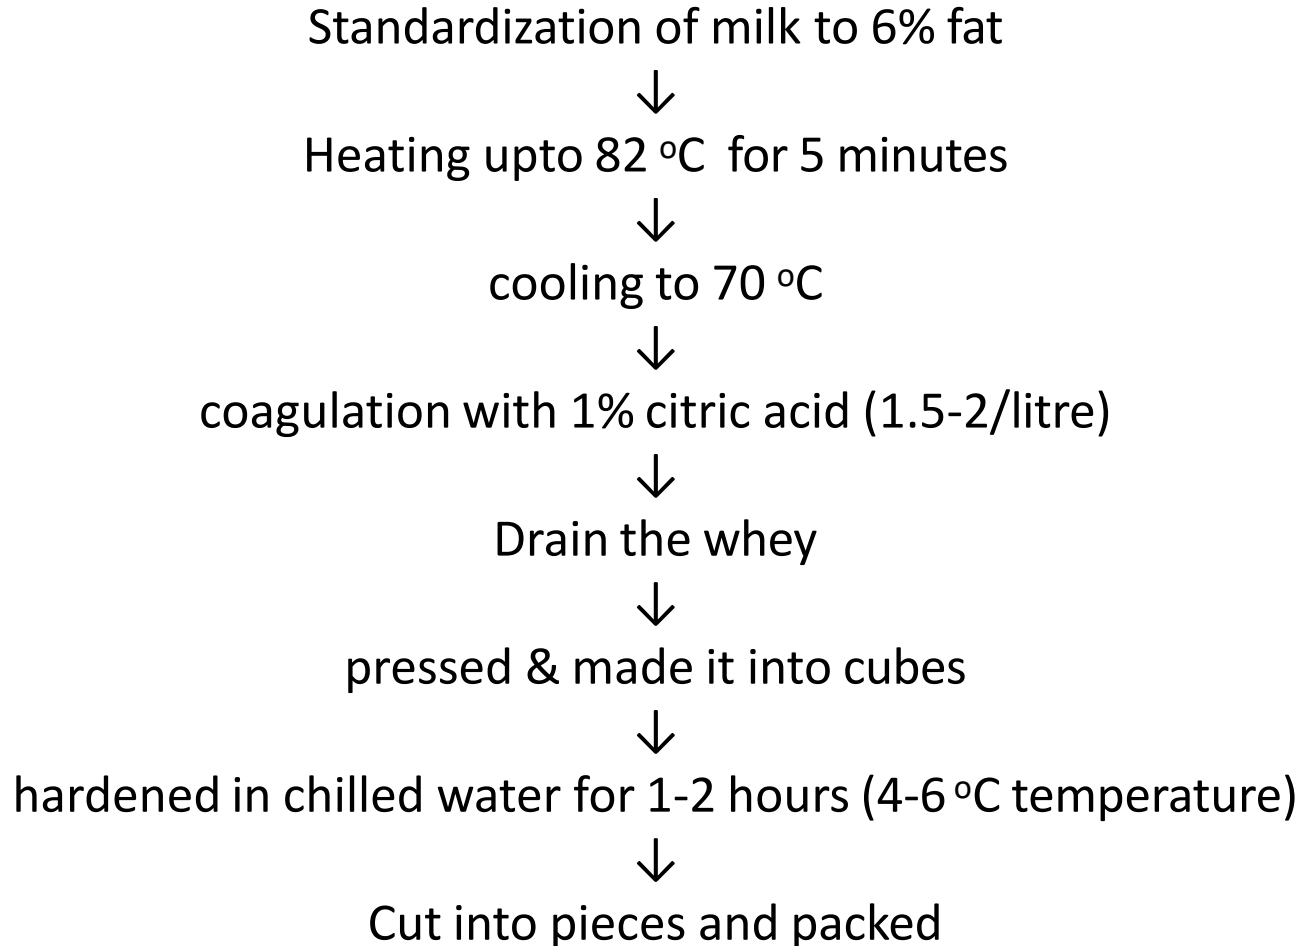 Standardization of milk to 6% fat
↓
Heating upto 82 ºC for 5 minutes
↓
cooling to 70 ºC
↓
coagulation with 1% citric acid (1.5-2/litre)
↓
Drain the whey
↓
pressed & made it into cubes
↓
hardened in chilled water for 1-2 hours (4-6 ºC temperature)
↓
Cut into pieces and packed